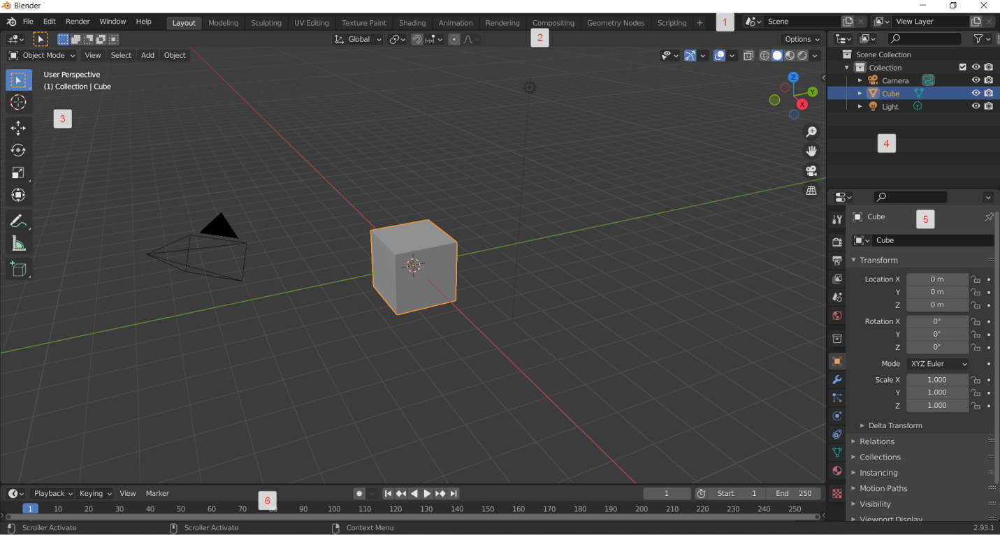 Blender
File Edit Render Window Help Layout Modeling Sculpting UV Editing Texture Paint Shading Animation Rendering Compositing Geometry Nodes Scripting + 1 Scene View Layer
Global 2 Options
Object Mode View Select Add Object
Scene Collection
Collection
Camera
Cube
Light
User Perspective
(1) Collection | Cube
Z
Y
X
3
4
Cube 5
Cube
Transform
Location X 0 m
Y 0 m
Z 0 m
Rotation X 0°
Y 0°
Z 0°
Mode XYZ Euler
Scale X 1.000
Y 1.000
Z 1.000
Delta Transform
Relations
Collections
Instancing
Motion Paths
Visibility
Viewport Display
Playback Keying View Marker 6 1 Start 1 End 250
1 10 20 30 40 50 60 70 80 90 100 110 120 130 140 150 160 170 180 190 200 210 220 230 240 250
Scroller Activate Scroller Activate Context Menu 2.93.1